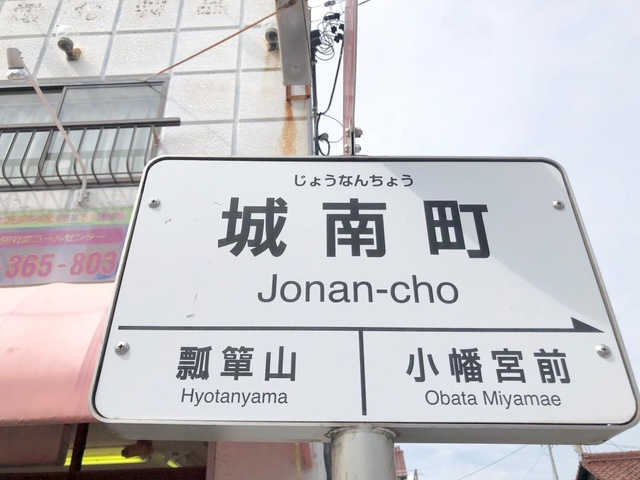 じょうなんちょう
城南町
Jonan-cho
瓢箪山
Hyotanyama
小幡宮前
Obata Miyamae
365-803